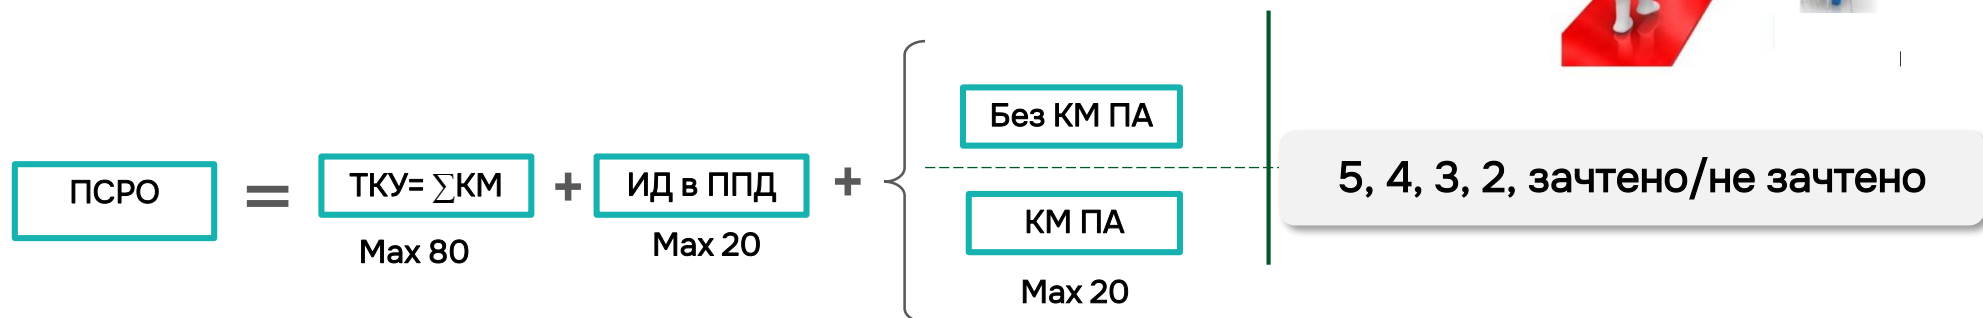 ПСРО
=
ТКУ= ∑КМ
+
ИД в ППД
+
Без КМ ПА
КМ ПА
Max 80
Max 20
Max 20
5, 4, 3, 2, зачтено/не зачтено